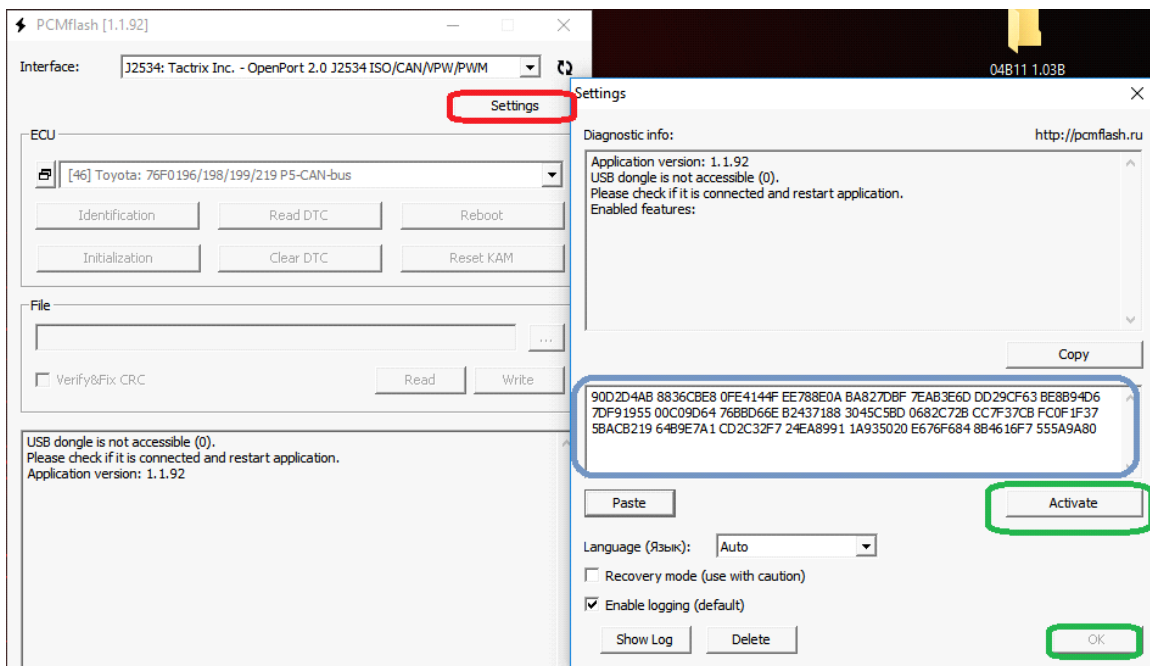 PCMflash [1.1.92]
Interface:
J2534: Tactrix Inc. - OpenPort 2.0 J2534 ISO/CAN/VPW/PWM
Settings
ECU
[46] Toyota: 76F0196/198/199/219 P5-CAN-bus
Identification
Read DTC
Reboot
Initialization
Clear DTC
Reset KAM
File
...
Verify&Fix CRC
Read
Write
USB dongle is not accessible (0).
Please check if it is connected and restart application.
Application version: 1.1.92
04B11 1.03B
Settings
Diagnostic info:
http://pcmflash.ru
Application version: 1.1.92
USB dongle is not accessible (0).
Please check if it is connected and restart application.
Enabled features:
Copy
90D2D4AB 8836CBE8 0FE4144F EE788E0A BA827DBF 7EAB3E6D DD29CF63 BE8B94D6
7DF91955 00C09D64 76BBD66E B2437188 3045C5BD 0682C72B CC7F37CB FC0F1F37
5BACB219 64B9E7A1 CD2C32F7 24EA8991 1A935020 E676F684 8B4616F7 555A9A80
Paste
Activate
Language (Язык):
Auto
Recovery mode (use with caution)
Enable logging (default)
Show Log
Delete
OK